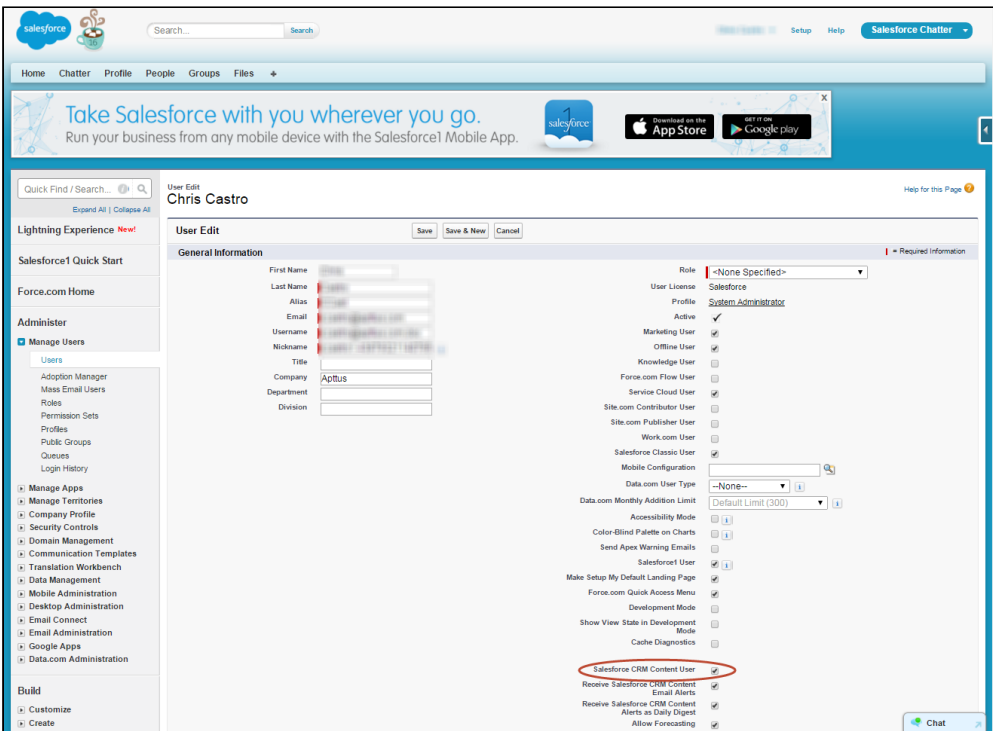 salesforce
16
Search...
Search
Setup
Help
Salesforce Chatter
Home Chatter Profile People Groups Files +
Take Salesforce with you wherever you go.
Run your business from any mobile device with the Salesforce1 Mobile App.
salesforce
1
Download on the
App Store
GET IT ON
Google play
X
Quick Find / Search...
Expand All | Collapse All
Lightning Experience New!
Salesforce1 Quick Start
Force.com Home
Administer
Manage Users
Users
Adoption Manager
Mass Email Users
Roles
Permission Sets
Profiles
Public Groups
Queues
Login History
Manage Apps
Manage Territories
Company Profile
Security Controls
Domain Management
Communication Templates
Translation Workbench
Data Management
Mobile Administration
Desktop Administration
Email Connect
Email Administration
Google Apps
Data.com Administration
Build
Customize
Create
User Edit
Chris Castro
Help for this Page
User Edit
Save
Save & New
Cancel
General Information
= Required Information
First Name
Last Name
Alias
Email
Username
Nickname
Title
Company Apttus
Department
Division
Role <None Specified>
User License Salesforce
Profile System Administrator
Active
Marketing User
Offline User
Knowledge User
Force.com Flow User
Service Cloud User
Site.com Contributor User
Site.com Publisher User
Work.com User
Salesforce Classic User
Mobile Configuration
Data.com User Type --None--
Data.com Monthly Addition Limit Default Limit (300)
Accessibility Mode
Color-Blind Palette on Charts
Send Apex Warning Emails
Salesforce1 User
Make Setup My Default Landing Page
Force.com Quick Access Menu
Development Mode
Show View State in Development
Mode
Cache Diagnostics
Salesforce CRM Content User
Receive Salesforce CRM Content
Email Alerts
Receive Salesforce CRM Content
Alerts as Daily Digest
Allow Forecasting
Chat